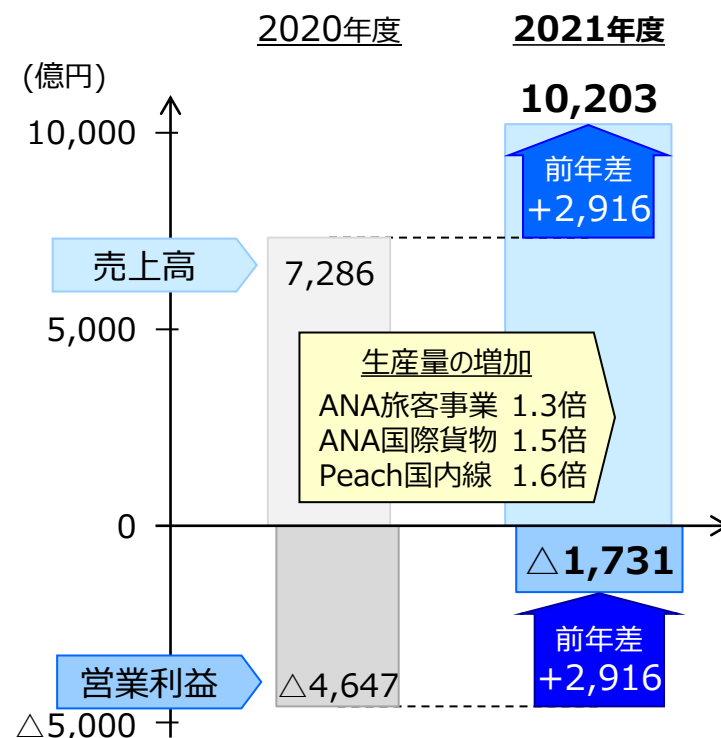 2020年度
2021年度
(億円)
10,203
10,000
前年差
+2,916
売上高
7,286
5,000
生産量の増加
ANA旅客事業 1.3倍
ANA国際貨物 1.5倍
Peach国内線 1.6倍
0
△1,731
前年差
+2,916
営業利益
△4,647
△5,000